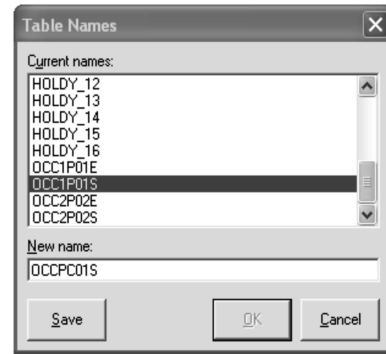 Table Names
Current names:
HOLDY_12
HOLDY_13
HOLDY_14
HOLDY_15
HOLDY_16
OCC1P01E
OCC1P01S
OCC2P02E
OCC2P02S
New name:
OCCPC01S
Save OK Cancel